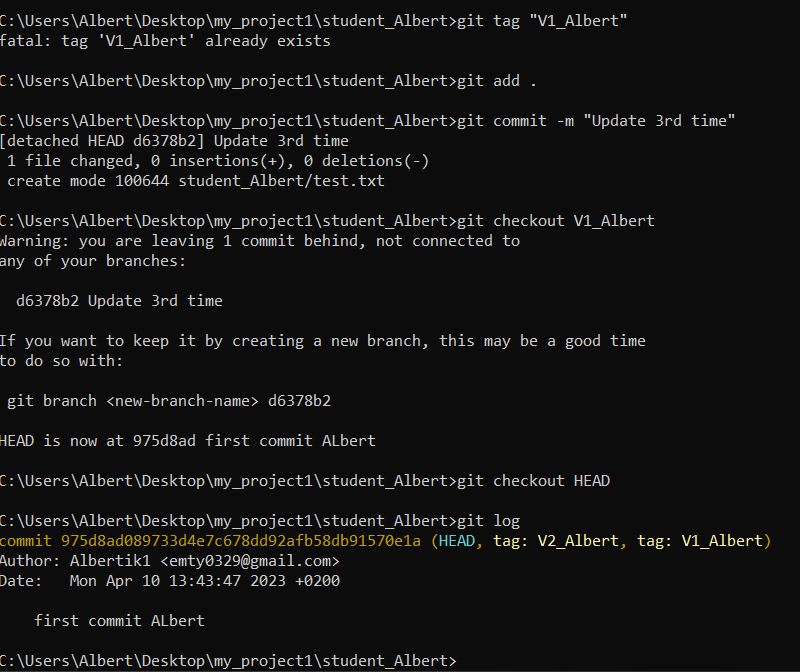 C:\Users\Albert\Desktop\my_project1\student_Albert>git tag "V1_Albert"
fatal: tag 'V1_Albert' already exists
C:\Users\Albert\Desktop\my_project1\student_Albert>git add .
C:\Users\Albert\Desktop\my_project1\student_Albert>git commit -m "Update 3rd time"
[detached HEAD d6378b2] Update 3rd time
1 file changed, 0 insertions(+), 0 deletions(-)
create mode 100644 student_Albert/test.txt
C:\Users\Albert\Desktop\my_project1\student_Albert>git checkout V1_Albert
Warning: you are leaving 1 commit behind, not connected to
any of your branches:
d6378b2 Update 3rd time
If you want to keep it by creating a new branch, this may be a good time
to do so with:
git branch <new-branch-name> d6378b2
HEAD is now at 975d8ad first commit ALbert
C:\Users\Albert\Desktop\my_project1\student_Albert>git checkout HEAD
C:\Users\Albert\Desktop\my_project1\student_Albert>git log
commit 975d8ad089733d4e7c678dd92afb58db91570e1a (HEAD, tag: V2_Albert, tag: V1_Albert)
Author: Albertik1 <emty0329@gmail.com>
Date:   Mon Apr 10 13:43:47 2023 +0200
first commit ALbert
C:\Users\Albert\Desktop\my_project1\student_Albert>